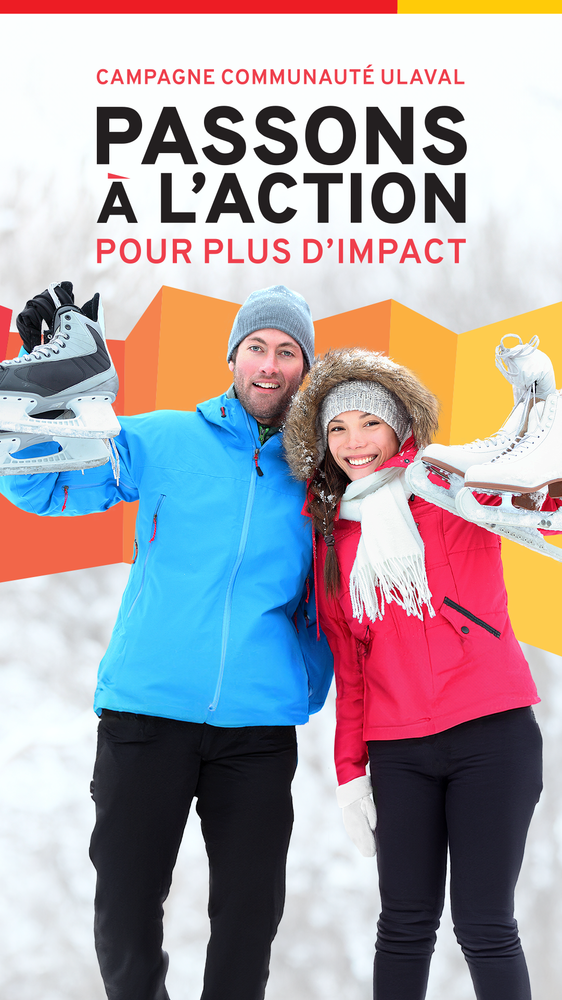 CAMPAGNE COMMUNAUTÉ ULAVAL
PASSONS
À L’ACTION
POUR PLUS D’IMPACT